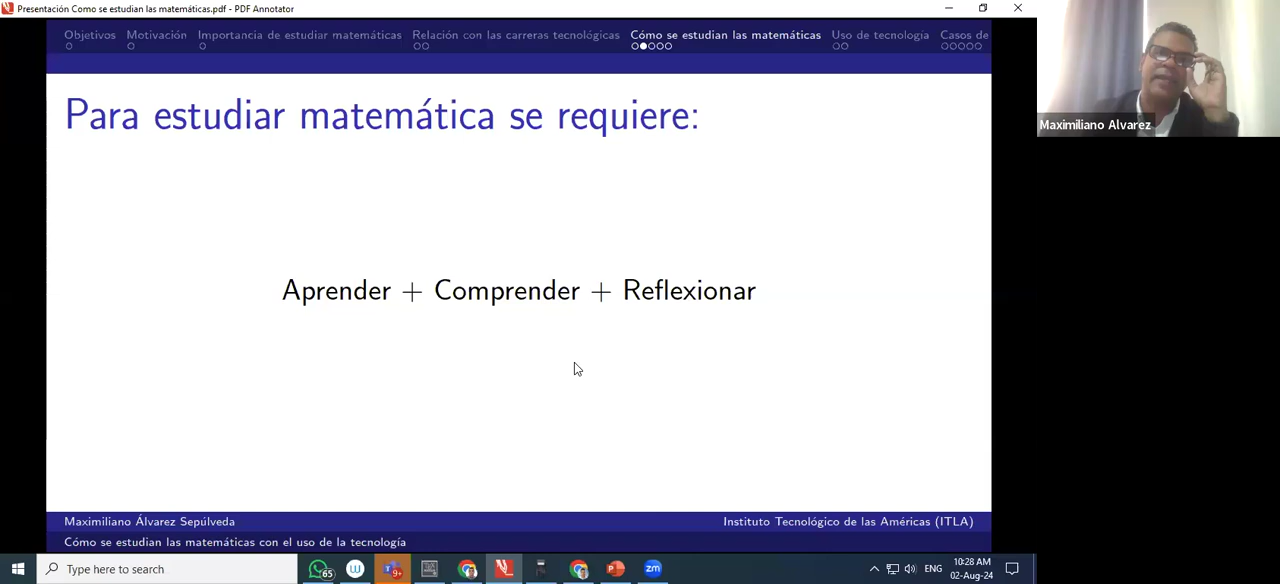 Presentación Como se estudian las matemáticas.pdf - PDF Annotator
Objetivos Motivación Importancia de estudiar matemáticas Relación con las carreras tecnológicas Cómo se estudian las matemáticas Uso de tecnología Casos de
Maximiliano Alvarez
Para estudiar matemática se requiere:
Aprender + Comprender + Reflexionar
Maximiliano Álvarez Sepúlveda Instituto Tecnológico de las Américas (ITLA)
Cómo se estudian las matemáticas con el uso de la tecnología
Type here to search 65 9+ zm ENG 10:28 AM
02-Aug-24